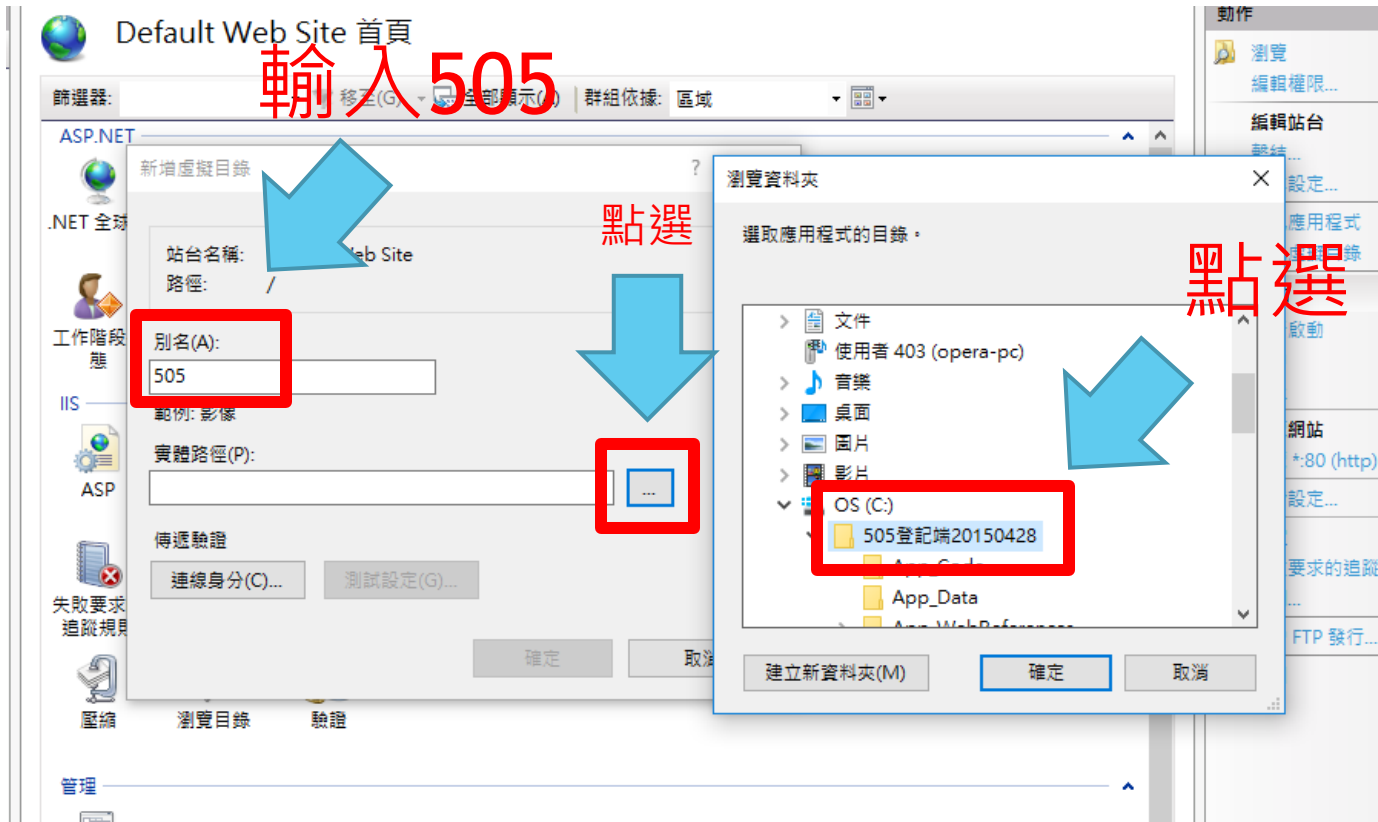 Default Web Site 首頁
輸入505
篩選器:
移至(G)
全部顯示(A)
群組依據:
區域
ASP.NET
.NET 全球
工作階段
態
IIS
ASP
失敗要求
追蹤規則
壓縮
瀏覽目錄
驗證
管理
新增虛擬目錄
?
站台名稱:
Web Site
路徑:
/
別名(A):
505
範例: 影像
實體路徑(P):
...
點選
傳遞驗證
連線身分(C)...
測試設定(G)...
確定
取消
瀏覽資料夾
選取應用程式的目錄。
點選
文件
使用者 403 (opera-pc)
音樂
桌面
圖片
影片
OS (C:)
505登記端20150428
App_Code
App_Data
App_WebReferences
建立新資料夾(M)
確定
取消
動作
瀏覽
編輯權限...
編輯站台
繫結...
設定...
應用程式
虛擬目錄
啟動
網站
*:80 (http)
設定...
要求的追蹤
...
FTP 發行...